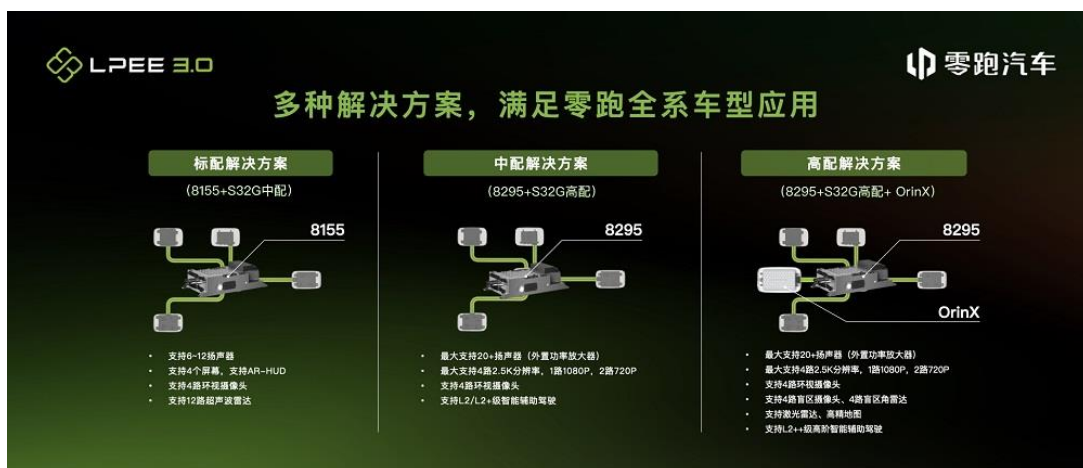 LPEE 3.0
零跑汽车
多种解决方案，满足零跑全系车型应用
标配解决方案
(8155+S32G中配)
8155
• 支持6-12扬声器
• 支持4个屏幕，支持AR-HUD
• 支持4路环视摄像头
• 支持12路超声波雷达
中配解决方案
(8295+S32G高配)
8295
• 最大支持20+扬声器（外置功率放大器）
• 最大支持4路2.5K分辨率，1路1080P，2路720P
• 支持4路环视摄像头
• 支持L2/L2+级智能辅助驾驶
高配解决方案
(8295+S32G高配+ OrinX)
8295
OrinX
• 最大支持20+扬声器（外置功率放大器）
• 最大支持4路2.5K分辨率，1路1080P，2路720P
• 支持4路环视摄像头
• 支持4路盲区摄像头、4路盲区角雷达
• 支持激光雷达、高精地图
• 支持L2++级高阶智能辅助驾驶